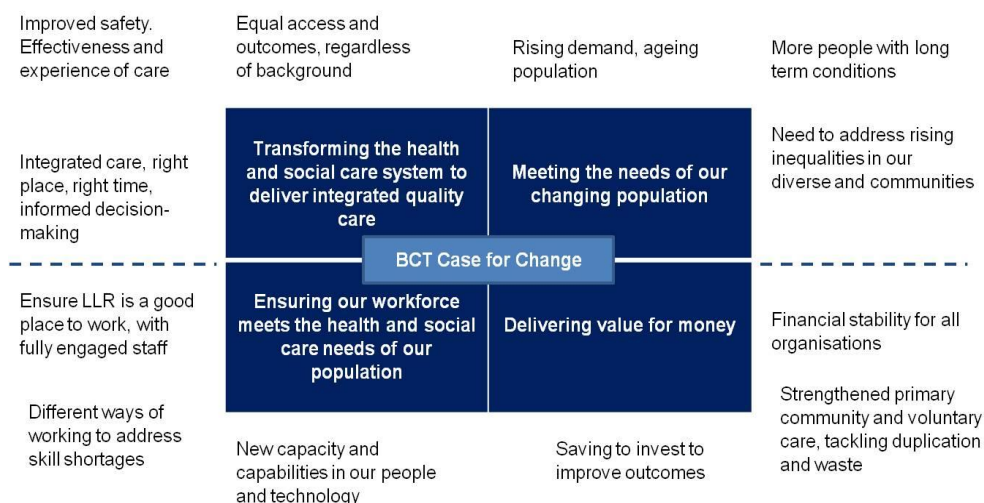 Improved safety.
Effectiveness and
experience of care
Equal access and
outcomes, regardless
of background
Rising demand, ageing
population
More people with long
term conditions
Integrated care, right
place, right time,
informed decision-
making
Transforming the health
and social care system to
deliver integrated quality
care
Meeting the needs of our
changing population
Need to address rising
inequalities in our
diverse and communities
BCT Case for Change
Ensure LLR is a good
place to work, with
fully engaged staff
Ensuring our workforce
meets the health and social
care needs of our
population
Delivering value for money
Financial stability for all
organisations
Different ways of
working to address
skill shortages
New capacity and
capabilities in our people
and technology
Saving to invest to
improve outcomes
Strengthened primary
community and voluntary
care, tackling duplication
and waste